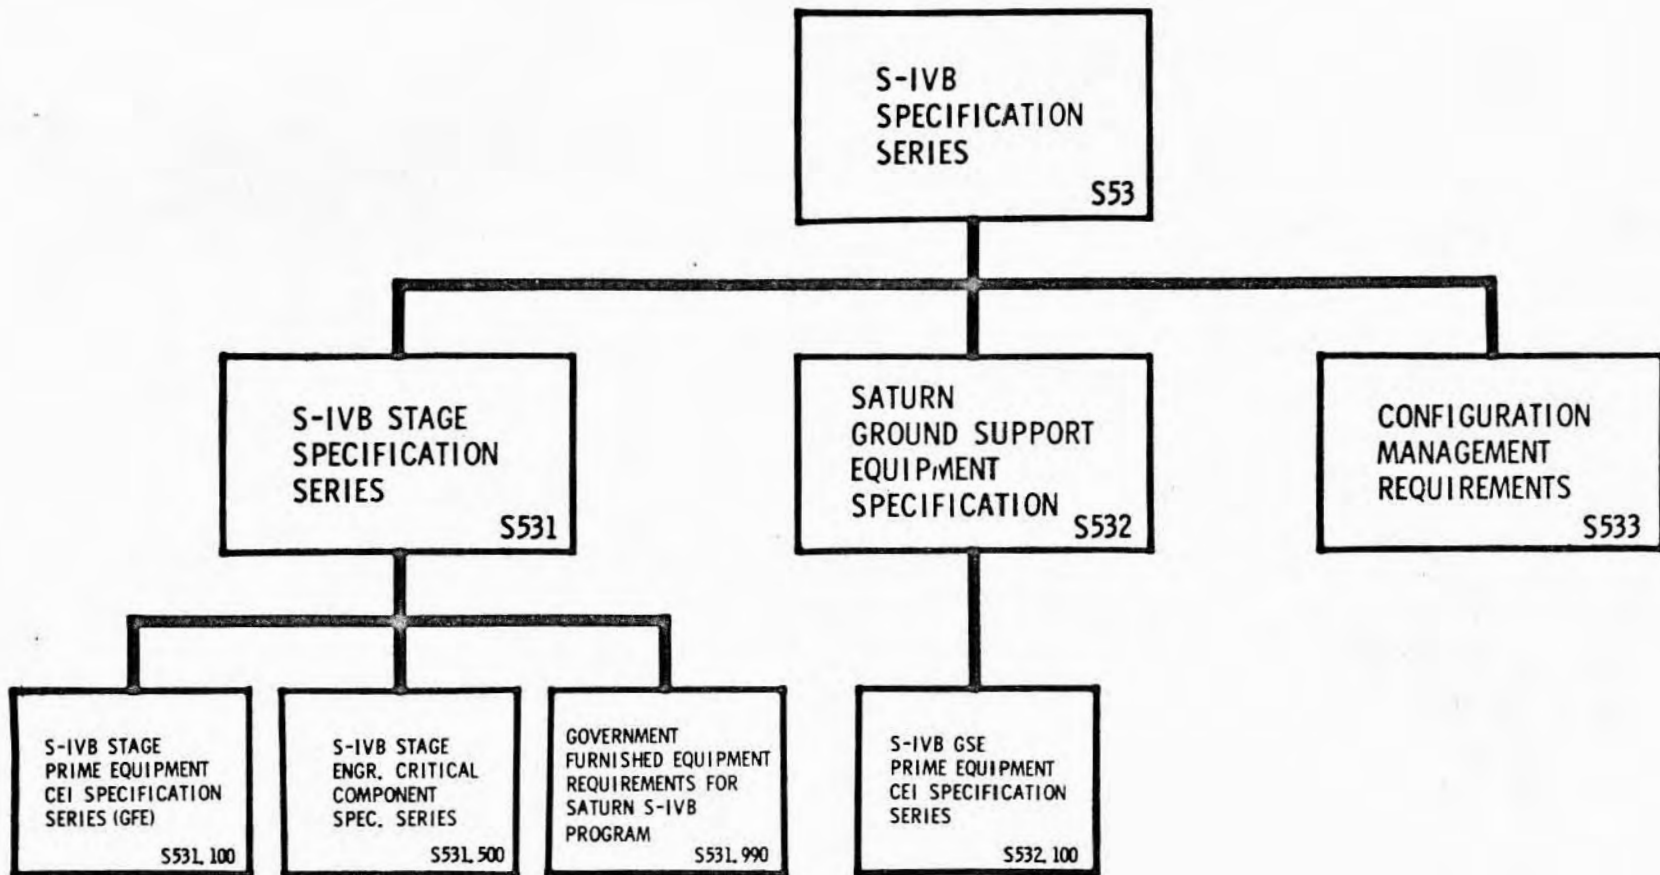 S-IVB
SPECIFICATION
SERIES
S53
S-IVB STAGE
SPECIFICATION
SERIES
S531
SATURN
GROUND SUPPORT
EQUIPMENT
SPECIFICATION
S532
CONFIGURATION
MANAGEMENT
REQUIREMENTS
S533
S-IVB STAGE
PRIME EQUIPMENT
CEI SPECIFICATION
SERIES (GFE)
S531.100
S-IVB STAGE
ENGR. CRITICAL
COMPONENT
SPEC. SERIES
S531.500
GOVERNMENT
FURNISHED EQUIPMENT
REQUIREMENTS FOR
SATURN S-IVB
PROGRAM
S531.990
S-IVB GSE
PRIME EQUIPMENT
CEI SPECIFICATION
SERIES
S532.100